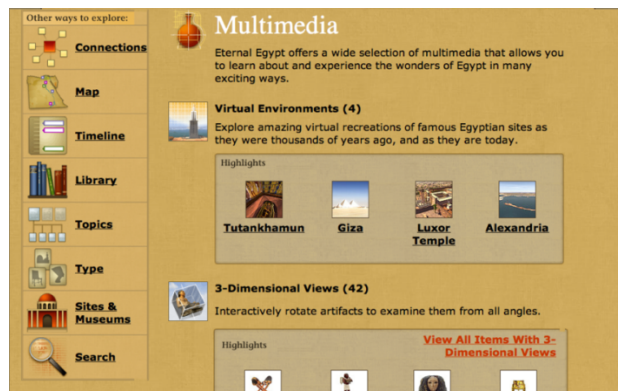 Other ways to explore:
Connections
Map
Timeline
Library
Topics
Type
Sites &
Museums
Search
Multimedia
Eternal Egypt offers a wide selection of multimedia that allows you
to learn about and experience the wonders of Egypt in many
exciting ways.
Virtual Environments (4)
Explore amazing virtual recreations of famous Egyptian sites as
they were thousands of years ago, and as they are today.
Highlights
Tutankhamun
Giza
Luxor
Temple
Alexandria
3-Dimensional Views (42)
Interactively rotate artifacts to examine them from all angles.
Highlights
View All Items With 3-
Dimensional Views